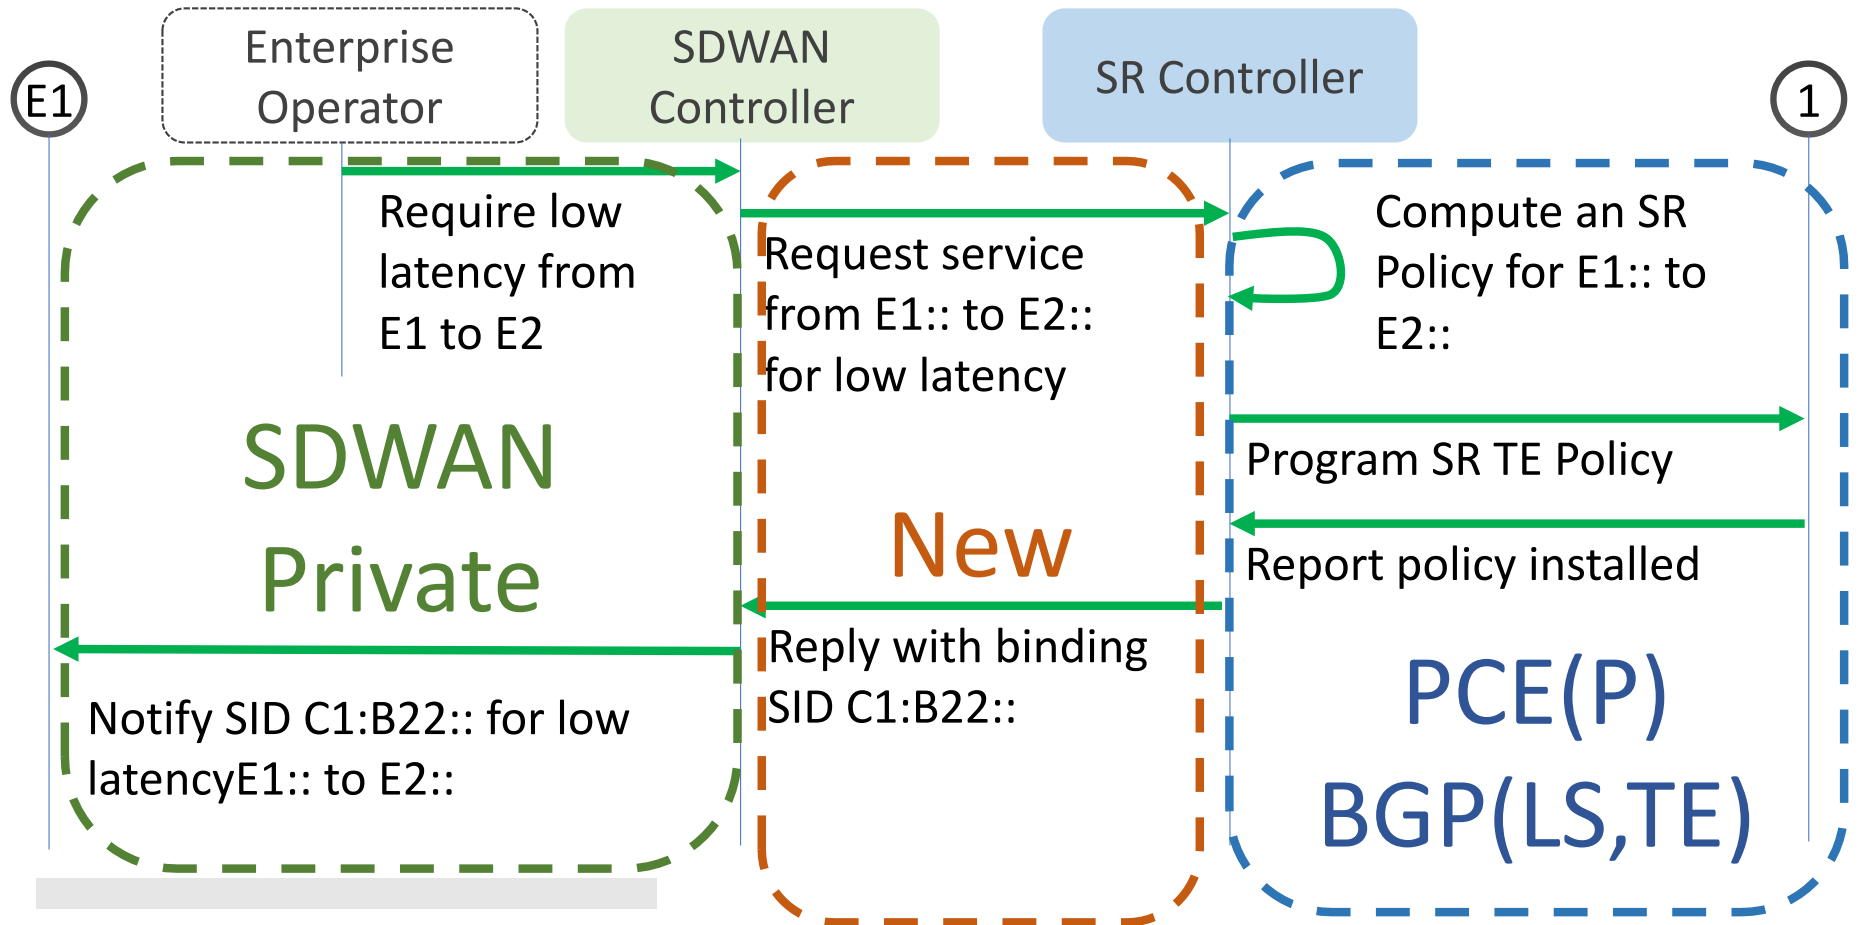 E1
Enterprise
Operator
SDWAN
Controller
SR Controller
1
Require low
latency from
E1 to E2
Request service
from E1:: to E2::
for low latency
Compute an SR
Policy for E1:: to
E2::
SDWAN
Private
New
Program SR TE Policy
Report policy installed
Reply with binding
SID C1:B22::
Notify SID C1:B22:: for low
latencyE1:: to E2::
PCE(P)
BGP(LS,TE)